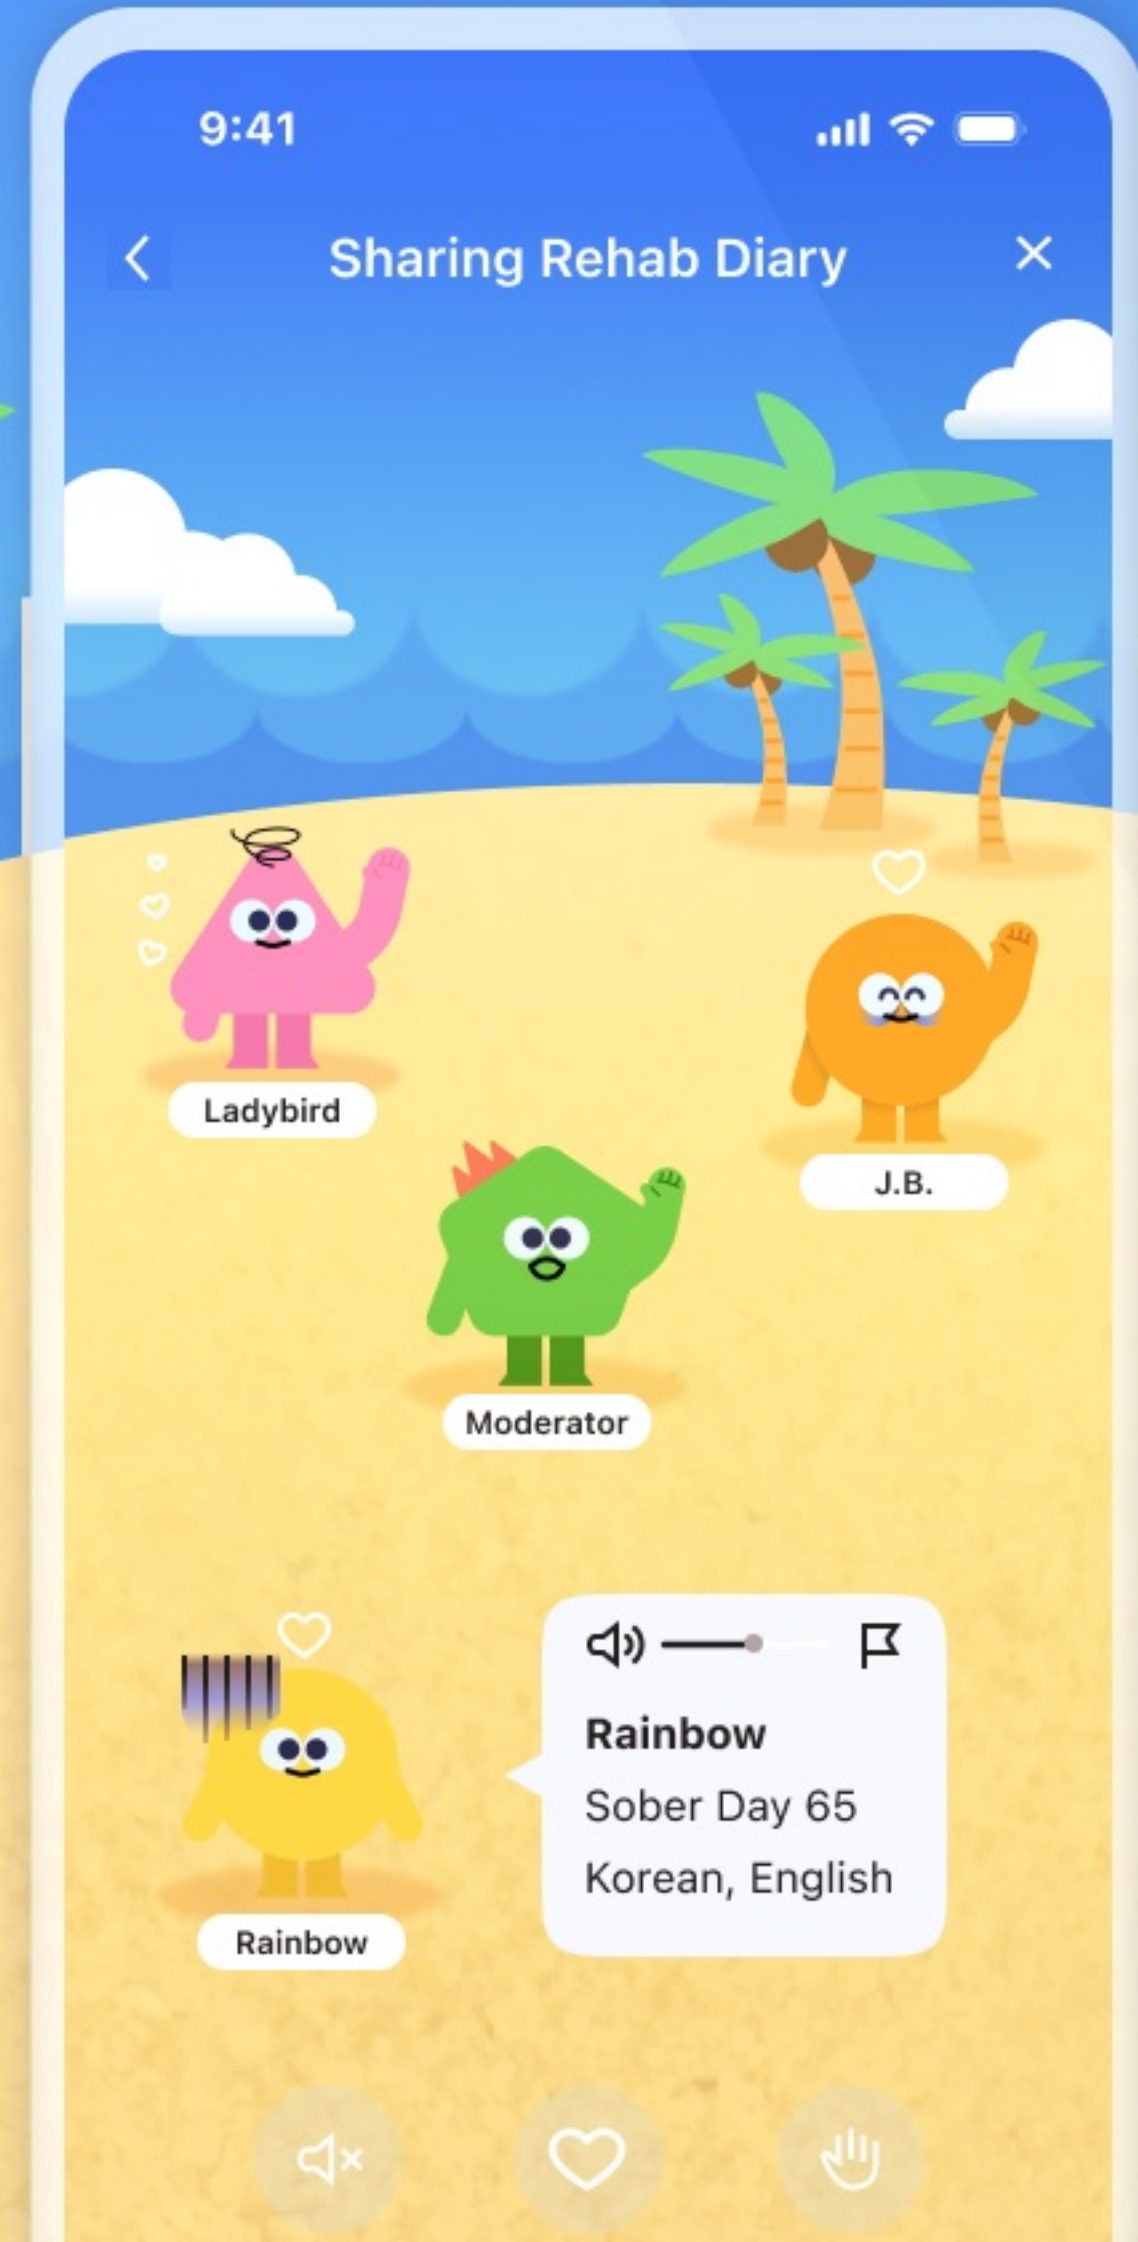 9:41
Sharing Rehab Diary
Ladybird
J.B.
Moderator
Rainbow
Sober Day 65
Korean, English
Rainbow